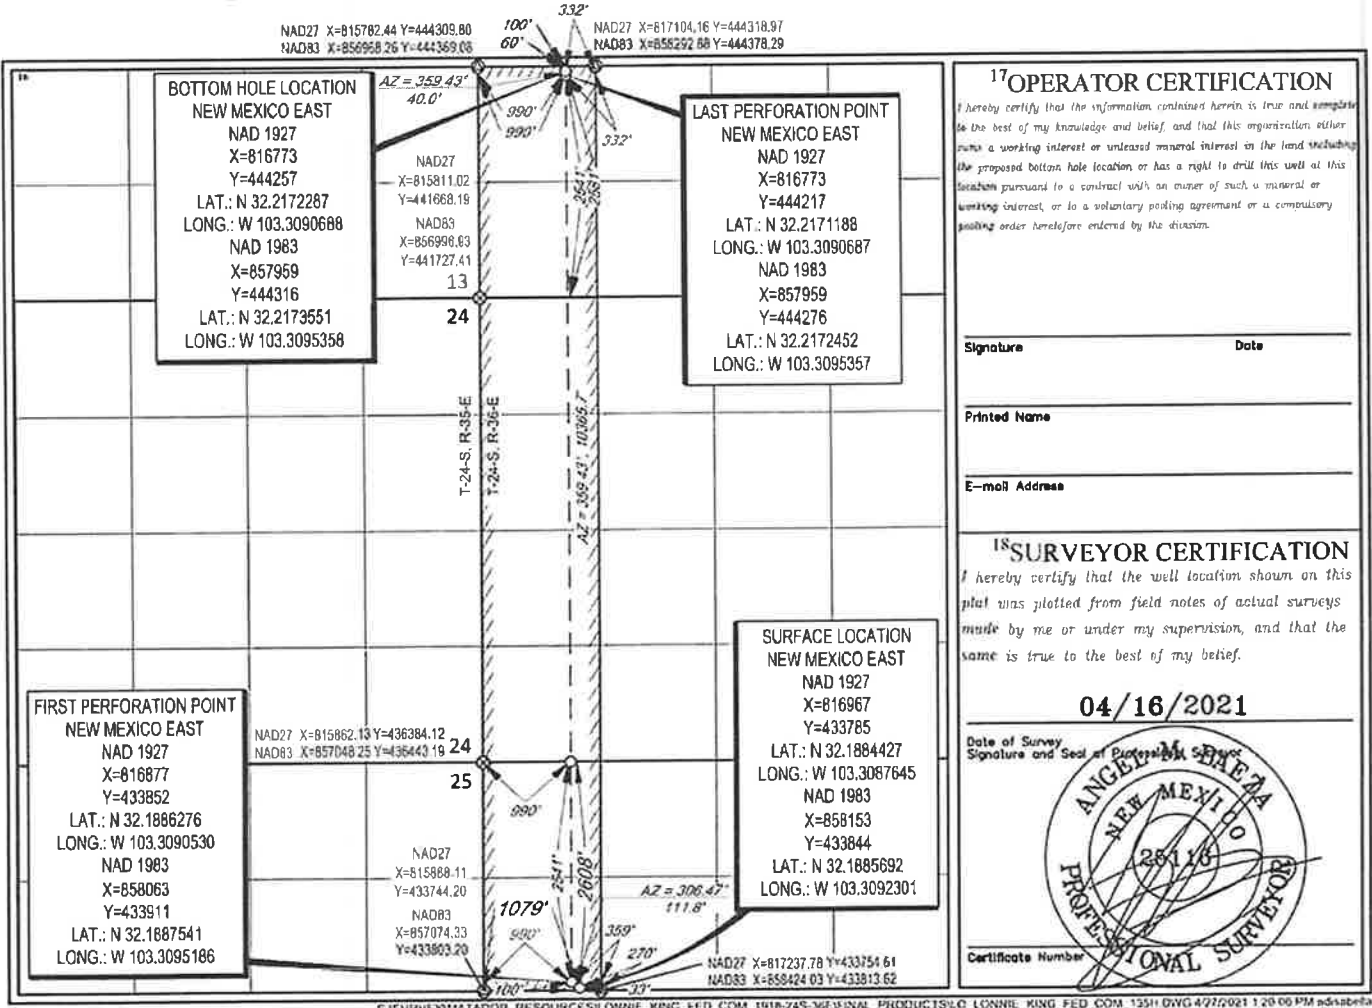 332'
NAD27 X=815782.44 Y=444309.80
NAD83 X=856968.26 Y=444369.08
100'
60'
NAD27 X=817104.16 Y=444318.97
NAD83 X=858292.88 Y=444378.29
BOTTOM HOLE LOCATION
NEW MEXICO EAST
NAD 1927
X=816773
Y=444257
LAT.: N 32.2172287
LONG.: W 103.3090688
NAD 1983
X=857959
Y=444316
LAT.: N 32.2173551
LONG.: W 103.3095358
AZ = 359.43°
40.0'
990'
990'
332'
NAD27
X=815811.02
Y=441668.19
NAD83
X=856996.83
Y=441727.41
13
24
2641'
LAST PERFORATION POINT
NEW MEXICO EAST
NAD 1927
X=816773
Y=444217
LAT.: N 32.2171188
LONG.: W 103.3090687
NAD 1983
X=857959
Y=444276
LAT.: N 32.2172452
LONG.: W 103.3095357
T-24-S, R-35-E
T-24-S, R-36-E
AZ = 359.43°, 10365.7'
FIRST PERFORATION POINT
NEW MEXICO EAST
NAD 1927
X=816877
Y=433852
LAT.: N 32.1886276
LONG.: W 103.3090530
NAD 1983
X=858063
Y=433911
LAT.: N 32.1887541
LONG.: W 103.3095186
NAD27 X=815862.13 Y=436384.12
NAD83 X=857048.25 Y=436443.19
24
25
990'
NAD27
X=815888.11
Y=433744.20
NAD83
X=857074.33
Y=433803.20
2641'
2608'
1079'
990'
100'
AZ = 306.47°
111.8'
359'
270'
33'
NAD27 X=817237.78 Y=433754.61
NAD83 X=858424.03 Y=433813.62
SURFACE LOCATION
NEW MEXICO EAST
NAD 1927
X=816967
Y=433785
LAT.: N 32.1884427
LONG.: W 103.3087645
NAD 1983
X=858153
Y=433844
LAT.: N 32.1885692
LONG.: W 103.3092301
17 OPERATOR CERTIFICATION
I hereby certify that the information contained herein is true and complete
to the best of my knowledge and belief, and that this organization either
owns a working interest or unleased mineral interest in the land including
the proposed bottom hole location or has a right to drill this well at this
location pursuant to a contract with an owner of such a mineral or
working interest, or to a voluntary pooling agreement or a compulsory
pooling order heretofore entered by the division.
Signature Date
Printed Name
E-mail Address
18 SURVEYOR CERTIFICATION
I hereby certify that the well location shown on this
plat was plotted from field notes of actual surveys
made by me or under my supervision, and that the
same is true to the best of my belief.
04/16/2021
Date of Survey
Signature and Seal of Professional Surveyor
ANGEL M. BAEZA
NEW MEXICO
25116
PROFESSIONAL SURVEYOR
Certificate Number